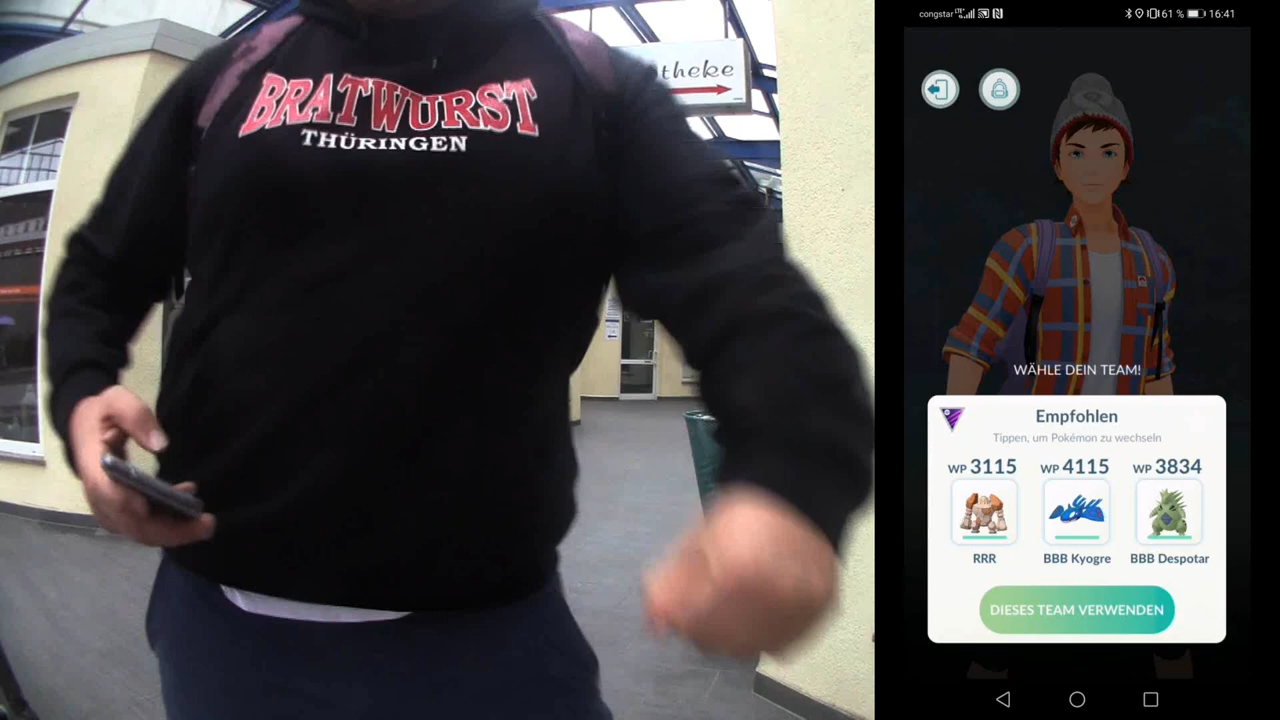 BRATWURST
THÜRINGEN
theke
congstar
61 %
16:41
WÄHLE DEIN TEAM!
Empfohlen
Tippen, um Pokémon zu wechseln
WP 3115 WP 4115 WP 3834
RRR BBB Kyogre BBB Despotar
DIESES TEAM VERWENDEN